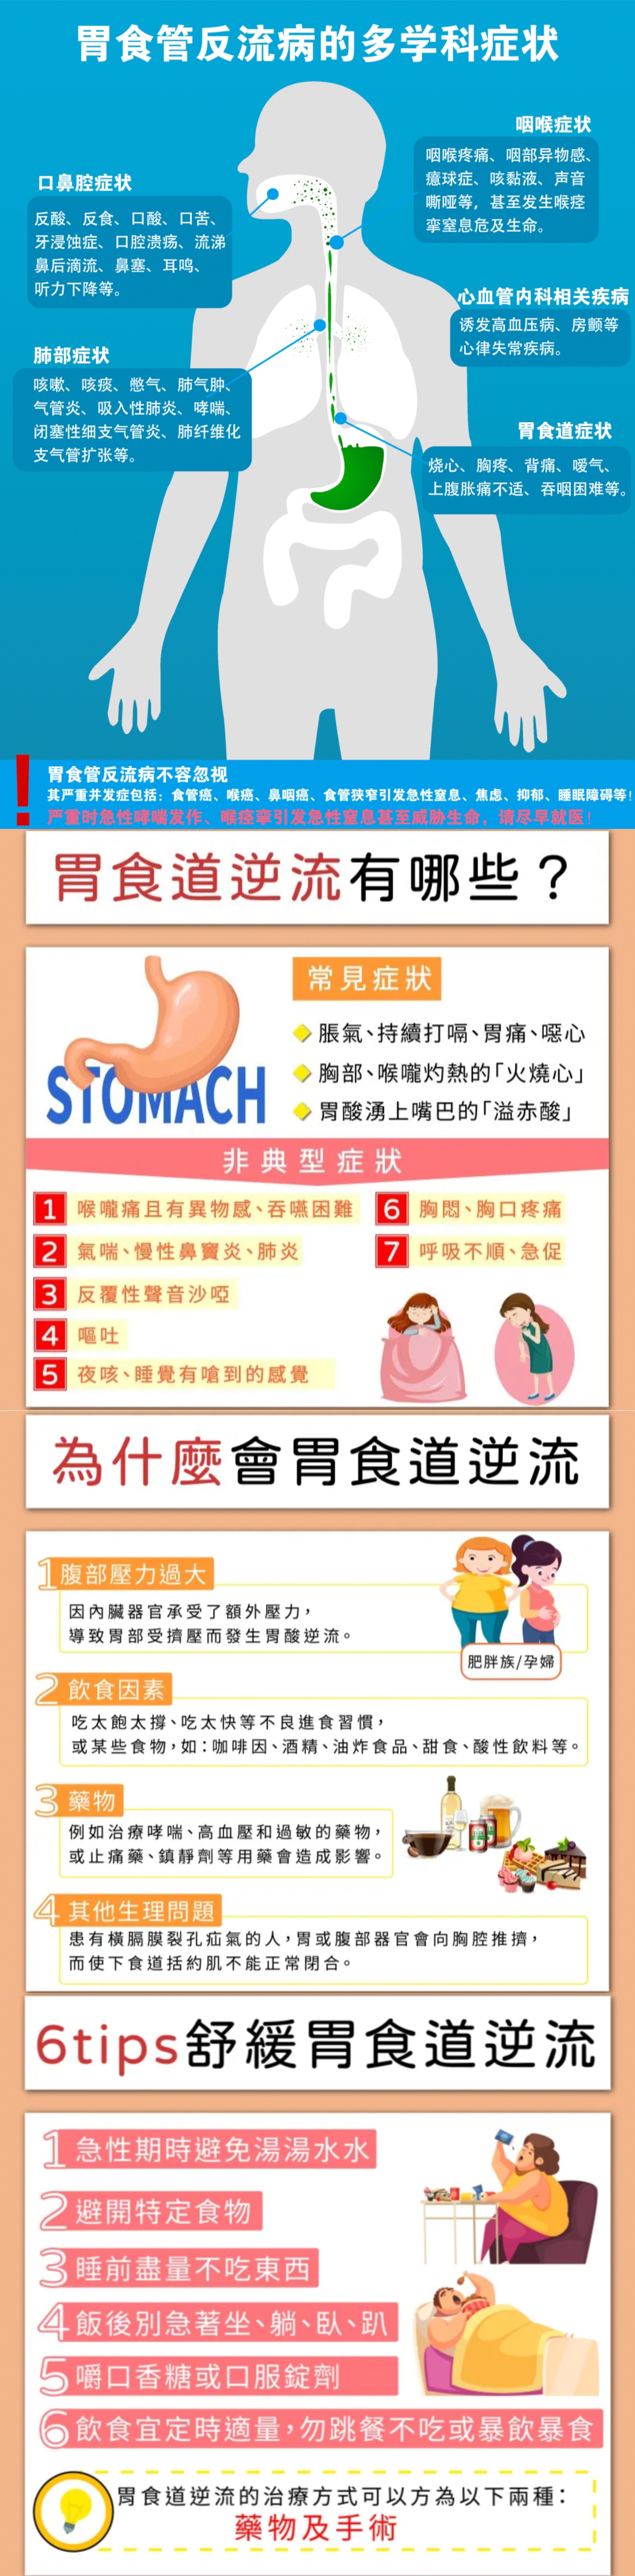 胃食管反流病的多学科症状
咽喉症状
咽喉疼痛、咽部异物感、
癔球症、咳黏液、声音
嘶哑等，甚至发生喉痉
挛窒息危及生命。
口鼻腔症状
反酸、反食、口酸、口苦、
牙浸蚀症、口腔溃疡、流涕
鼻后滴流、鼻塞、耳鸣、
听力下降等。
心血管内科相关疾病
诱发高血压病、房颤等
心律失常疾病。
肺部症状
咳嗽、咳痰、憋气、肺气肿、
气管炎、吸入性肺炎、哮喘、
闭塞性细支气管炎、肺纤维化
支气管扩张等。
胃食道症状
烧心、胸疼、背痛、嗳气、
上腹胀痛不适、吞咽困难等。
!
胃食管反流病不容忽视
其严重并发症包括：食管癌、喉癌、鼻咽癌、食管狭窄引发急性窒息、焦虑、抑郁、睡眠障碍等！
严重时急性哮喘发作、喉痉挛引发急性窒息甚至威胁生命，请尽早就医！
胃食道逆流有哪些？
STOMACH
常見症狀
脹氣、持續打嗝、胃痛、噁心
胸部、喉嚨灼熱的「火燒心」
胃酸湧上嘴巴的「溢赤酸」
非典型症狀
1 喉嚨痛且有異物感、吞嚥困難
2 氣喘、慢性鼻竇炎、肺炎
3 反覆性聲音沙啞
4 嘔吐
5 夜咳、睡覺有嗆到的感覺
6 胸悶、胸口疼痛
7 呼吸不順、急促
為什麼會胃食道逆流
1 腹部壓力過大
因內臟器官承受了額外壓力，
導致胃部受擠壓而發生胃酸逆流。
肥胖族/孕婦
2 飲食因素
吃太飽太撐、吃太快等不良進食習慣，
或某些食物，如：咖啡因、酒精、油炸食品、甜食、酸性飲料等。
3 藥物
例如治療哮喘、高血壓和過敏的藥物，
或止痛藥、鎮靜劑等用藥會造成影響。
4 其他生理問題
患有橫膈膜裂孔疝氣的人，胃或腹部器官會向胸腔推擠，
而使下食道括約肌不能正常閉合。
6tips舒緩胃食道逆流
1 急性期時避免湯湯水水
2 避開特定食物
3 睡前盡量不吃東西
4 飯後別急著坐、躺、臥、趴
5 嚼口香糖或口服錠劑
6 飲食宜定時適量，勿跳餐不吃或暴飲暴食
胃食道逆流的治療方式可以方為以下兩種：
藥物及手術